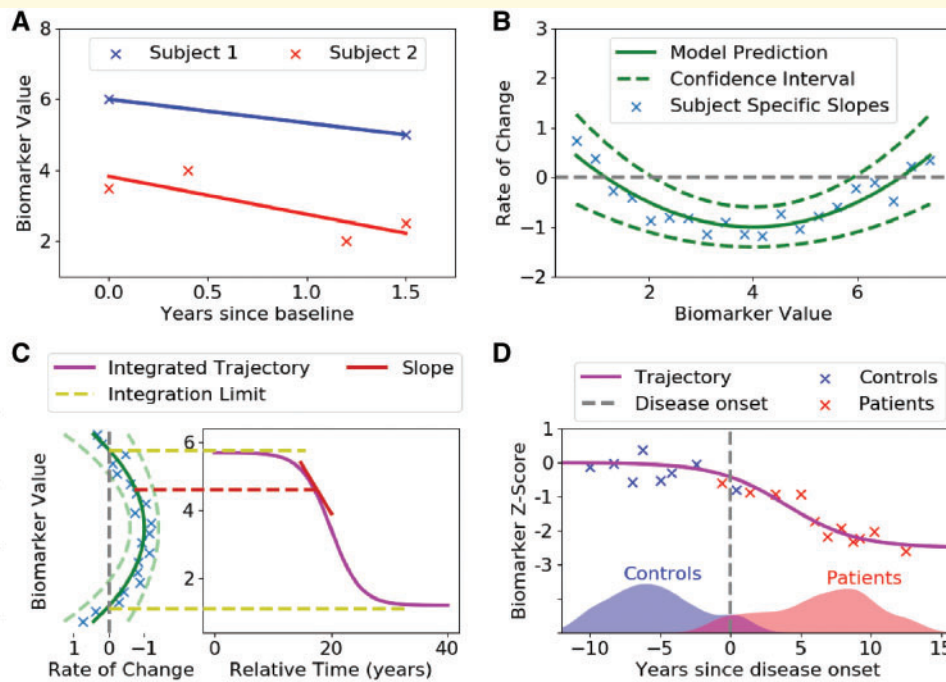 A
8
6
4
2
Biomarker Value
Subject 1
Subject 2
0.0
0.5
1.0
1.5
Years since baseline
B
3
2
1
0
-1
-2
Rate of Change
Model Prediction
Confidence Interval
Subject Specific Slopes
2
4
6
Biomarker Value
C
Integrated Trajectory
Slope
Integration Limit
Biomarker Value
6
4
2
1
0
-1
Rate of Change
0
20
40
Relative Time (years)
D
Trajectory
Controls
Disease onset
Patients
1
0
-1
-2
-3
Biomarker Z-Score
Controls
Patients
-10
-5
0
5
10
15
Years since disease onset